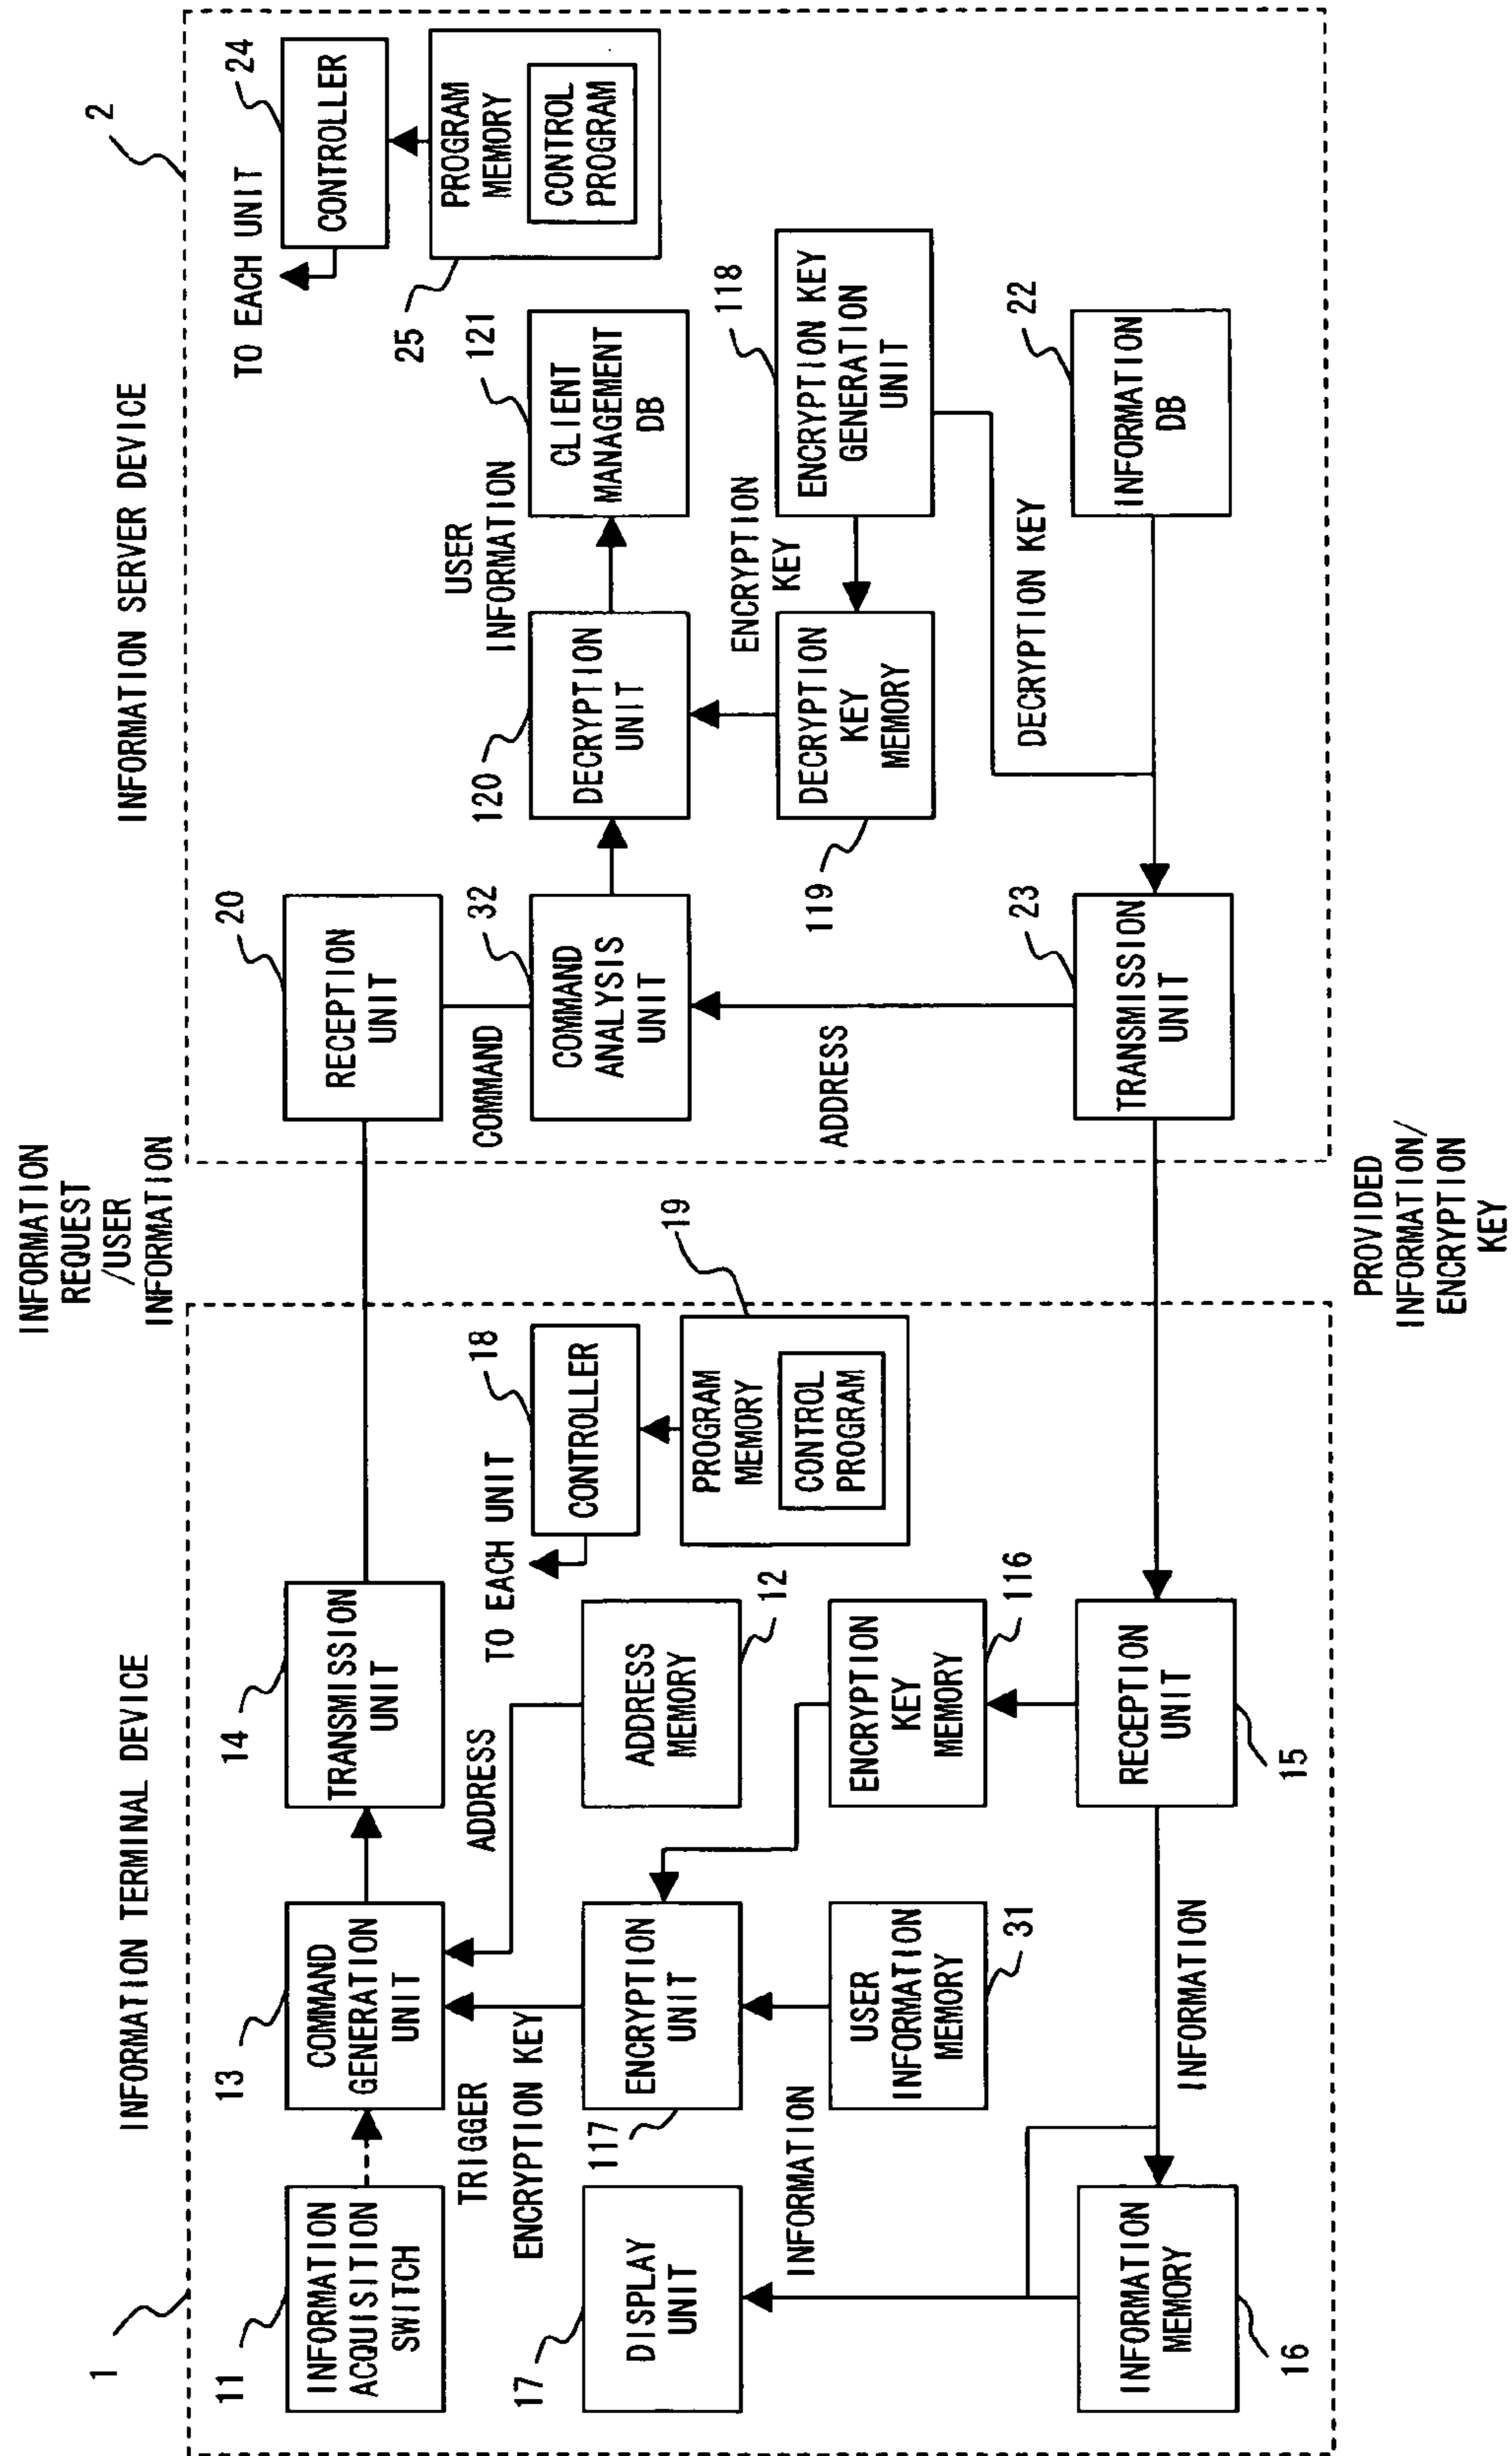 INFORMATION TERMINAL DEVICE
1
11
INFORMATION
ACQUISITION
SWITCH
13
COMMAND
GENERATION
UNIT
14
TRANSMISSION
UNIT
TRIGGER
ENCRYPTION KEY
ADDRESS
TO EACH UNIT
18
CONTROLLER
17
DISPLAY
UNIT
117
ENCRYPTION
UNIT
ADDRESS
MEMORY
12
19
PROGRAM
MEMORY
CONTROL
PROGRAM
INFORMATION
USER
INFORMATION
MEMORY
31
ENCRYPTION
KEY
MEMORY
116
INFORMATION
MEMORY
16
INFORMATION
RECEPTION
UNIT
15
INFORMATION
REQUEST
/USER
INFORMATION
PROVIDED
INFORMATION/
ENCRYPTION
KEY
INFORMATION SERVER DEVICE
2
20
RECEPTION
UNIT
TO EACH UNIT
24
CONTROLLER
COMMAND
32
COMMAND
ANALYSIS
UNIT
120
DECRYPTION
UNIT
USER
INFORMATION
121
CLIENT
MANAGEMENT
DB
25
PROGRAM
MEMORY
CONTROL
PROGRAM
ADDRESS
119
DECRYPTION
KEY
MEMORY
ENCRYPTION
KEY
118
ENCRYPTION KEY
GENERATION
UNIT
23
TRANSMISSION
UNIT
DECRYPTION KEY
22
INFORMATION
DB